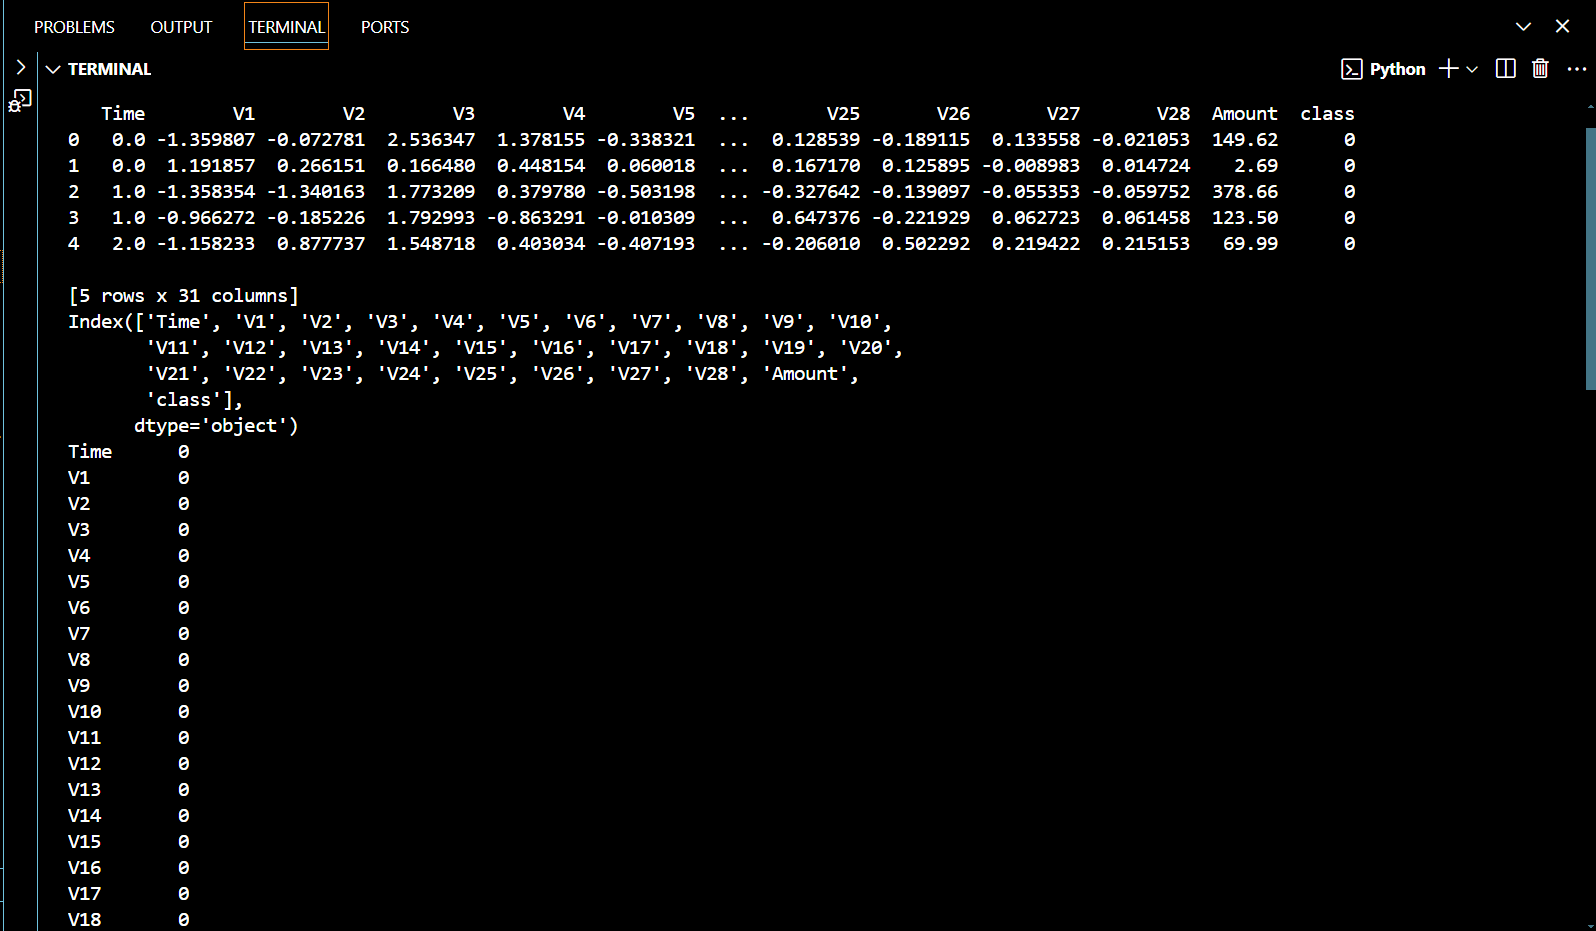 PROBLEMS OUTPUT TERMINAL PORTS
TERMINAL Python
Time V1 V2 V3 V4 V5 ... V25 V26 V27 V28 Amount class
0 0.0 -1.359807 -0.072781 2.536347 1.378155 -0.338321 ... 0.128539 -0.189115 0.133558 -0.021053 149.62 0
1 0.0 1.191857 0.266151 0.166480 0.448154 0.060018 ... 0.167170 0.125895 -0.008983 0.014724 2.69 0
2 1.0 -1.358354 -1.340163 1.773209 0.379780 -0.503198 ... -0.327642 -0.139097 -0.055353 -0.059752 378.66 0
3 1.0 -0.966272 -0.185226 1.792993 -0.863291 -0.010309 ... 0.647376 -0.221929 0.062723 0.061458 123.50 0
4 2.0 -1.158233 0.877737 1.548718 0.403034 -0.407193 ... -0.206010 0.502292 0.219422 0.215153 69.99 0
[5 rows x 31 columns]
Index(['Time', 'V1', 'V2', 'V3', 'V4', 'V5', 'V6', 'V7', 'V8', 'V9', 'V10',
'V11', 'V12', 'V13', 'V14', 'V15', 'V16', 'V17', 'V18', 'V19', 'V20',
'V21', 'V22', 'V23', 'V24', 'V25', 'V26', 'V27', 'V28', 'Amount',
'class'],
dtype='object')
Time 0
V1 0
V2 0
V3 0
V4 0
V5 0
V6 0
V7 0
V8 0
V9 0
V10 0
V11 0
V12 0
V13 0
V14 0
V15 0
V16 0
V17 0
V18 0